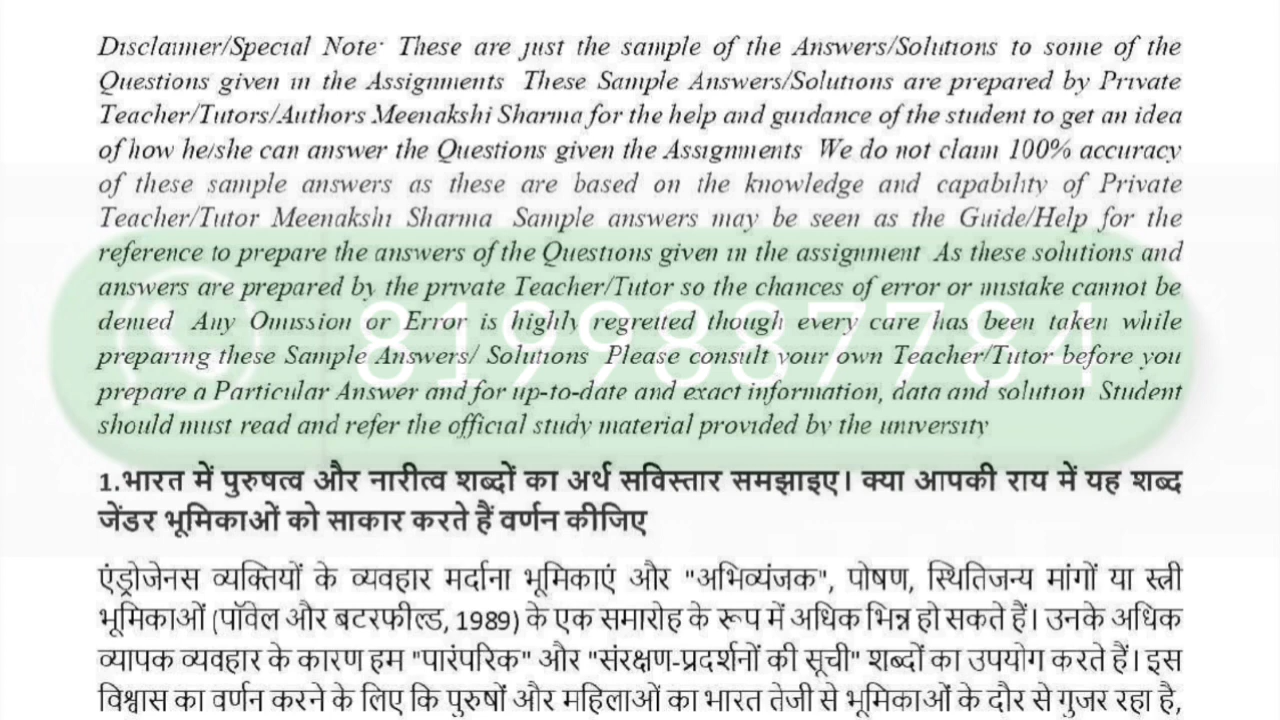 Disclaimer/Special Note: These are just the sample of the Answers/Solutions to some of the
Questions given in the Assignments These Sample Answers/Solutions are prepared by Private
Teacher/Tutors/Authors Meenakshi Sharma for the help and guidance of the student to get an idea
of how he/she can answer the Questions given the Assignments We do not claim 100% accuracy
of these sample answers as these are based on the knowledge and capability of Private
Teacher/Tutor Meenakshi Sharma Sample answers may be seen as the Guide/Help for the
reference to prepare the answers of the Questions given in the assignment As these solutions and
answers are prepared by the private Teacher/Tutor so the chances of error or mistake cannot be
denied Any Omission or Error is highly regretted though every care has been taken while
preparing these Sample Answers/ Solutions Please consult your own Teacher/Tutor before you
prepare a Particular Answer and for up-to-date and exact information, data and solution Student
should must read and refer the official study material provided by the university
8199887784
1.भारत में पुरुषत्व और नारीत्व शब्दों का अर्थ सविस्तार समझाइए। क्या आपकी राय में यह शब्द
जेंडर भूमिकाओं को साकार करते हैं वर्णन कीजिए
एंड्रोजेनस व्यक्तियों के व्यवहार मर्दाना भूमिकाएं और "अभिव्यंजक", पोषण, स्थितिजन्य मांगों या स्त्री
भूमिकाओं (पॉवेल और बटरफील्ड, 1989) के एक समारोह के रूप में अधिक भिन्न हो सकते हैं। उनके अधिक
व्यापक व्यवहार के कारण हम "पारंपरिक" और "संरक्षण-प्रदर्शनों की सूची" शब्दों का उपयोग करते हैं। इस
विश्वास का वर्णन करने के लिए कि पुरुषों और महिलाओं का भारत तेजी से भूमिकाओं के दौर से गुजर रहा है,